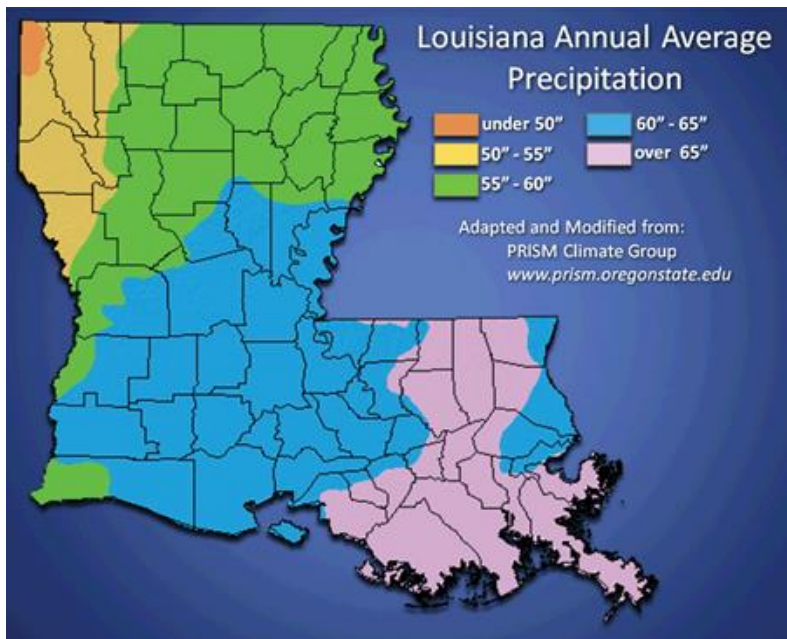 Louisiana Annual Average
Precipitation
under 50”
60” - 65”
50” - 55”
over 65”
55” - 60”
Adapted and Modified from:
PRISM Climate Group
www.prism.oregonstate.edu